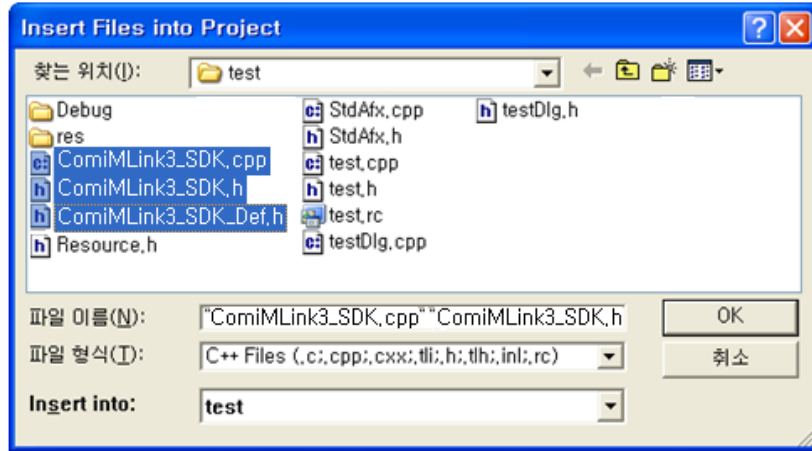 Insert Files into Project
찾는 위치(I): test
Debug
res
ComiMLink3_SDK.cpp
ComiMLink3_SDK.h
ComiMLink3_SDK_Def.h
Resource.h
StdAfx.cpp
StdAfx.h
test.cpp
test.h
test.rc
testDlg.cpp
testDlg.h
파일 이름(N): "ComiMLink3_SDK.cpp" "ComiMLink3_SDK.h OK
파일 형식(T): C++ Files (.c;.cpp;.cxx;.tli;.h;.tlh;.inl;.rc) 취소
Insert into: test